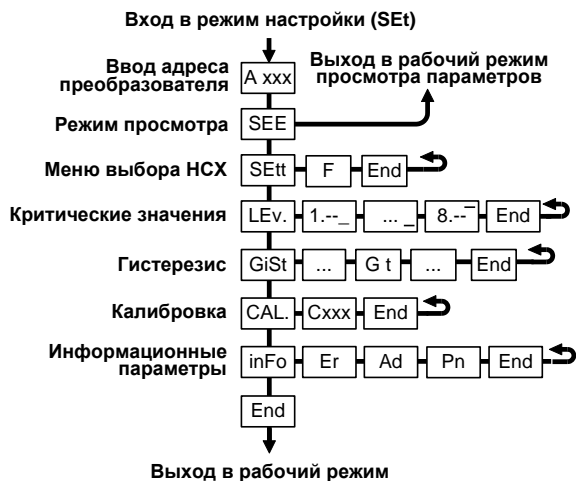 Вход в режим настройки (SEt)
Ввод адреса
преобразователя
A xxx
Выход в рабочий режим
просмотра параметров
Режим просмотра
SEE
Меню выбора НСХ
SEtt
F
End
Критические значения
LEv.
1.--_
... _
8.--‾
End
Гистерезис
GiSt
...
G t
...
End
Калибровка
CAL.
Cxxx
End
Информационные
параметры
inFo
Er
Ad
Pn
End
End
Выход в рабочий режим